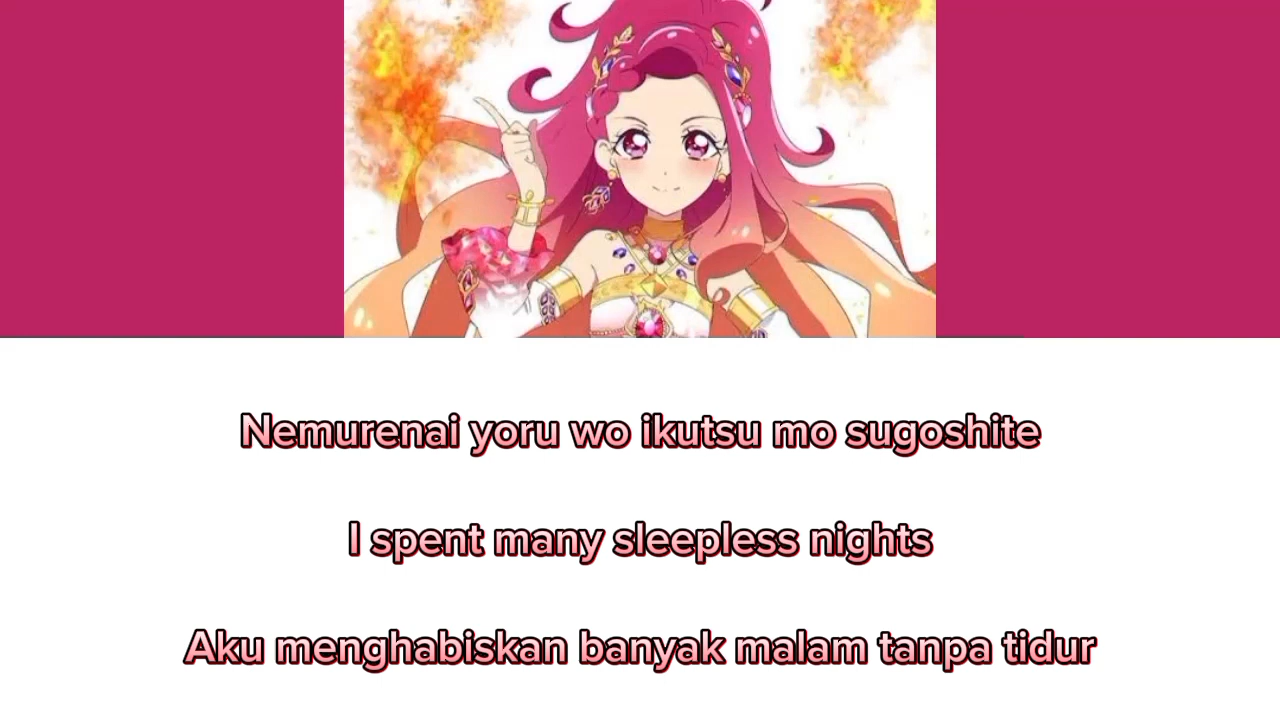 Nemurenai yoru wo ikutsu mo sugoshite
I spent many sleepless nights
Aku menghabiskan banyak malam tanpa tidur